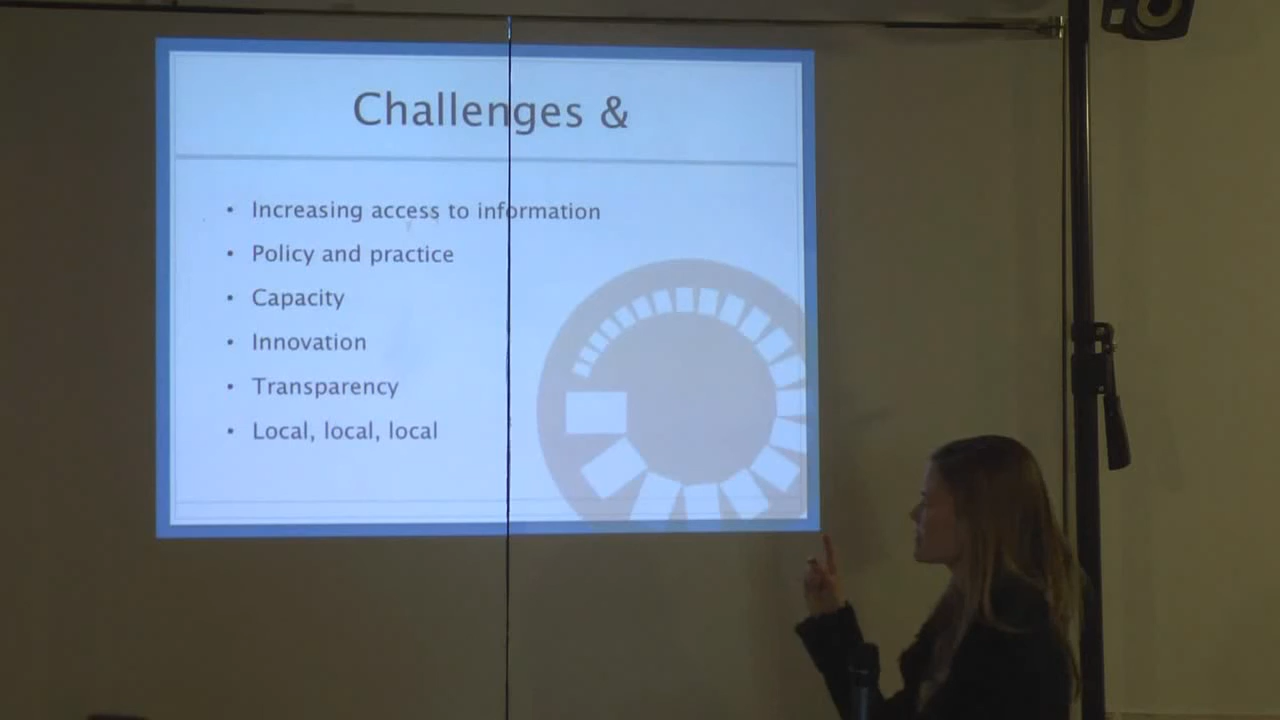 Challenges &
• Increasing access to information
• Policy and practice
• Capacity
• Innovation
• Transparency
• Local, local, local